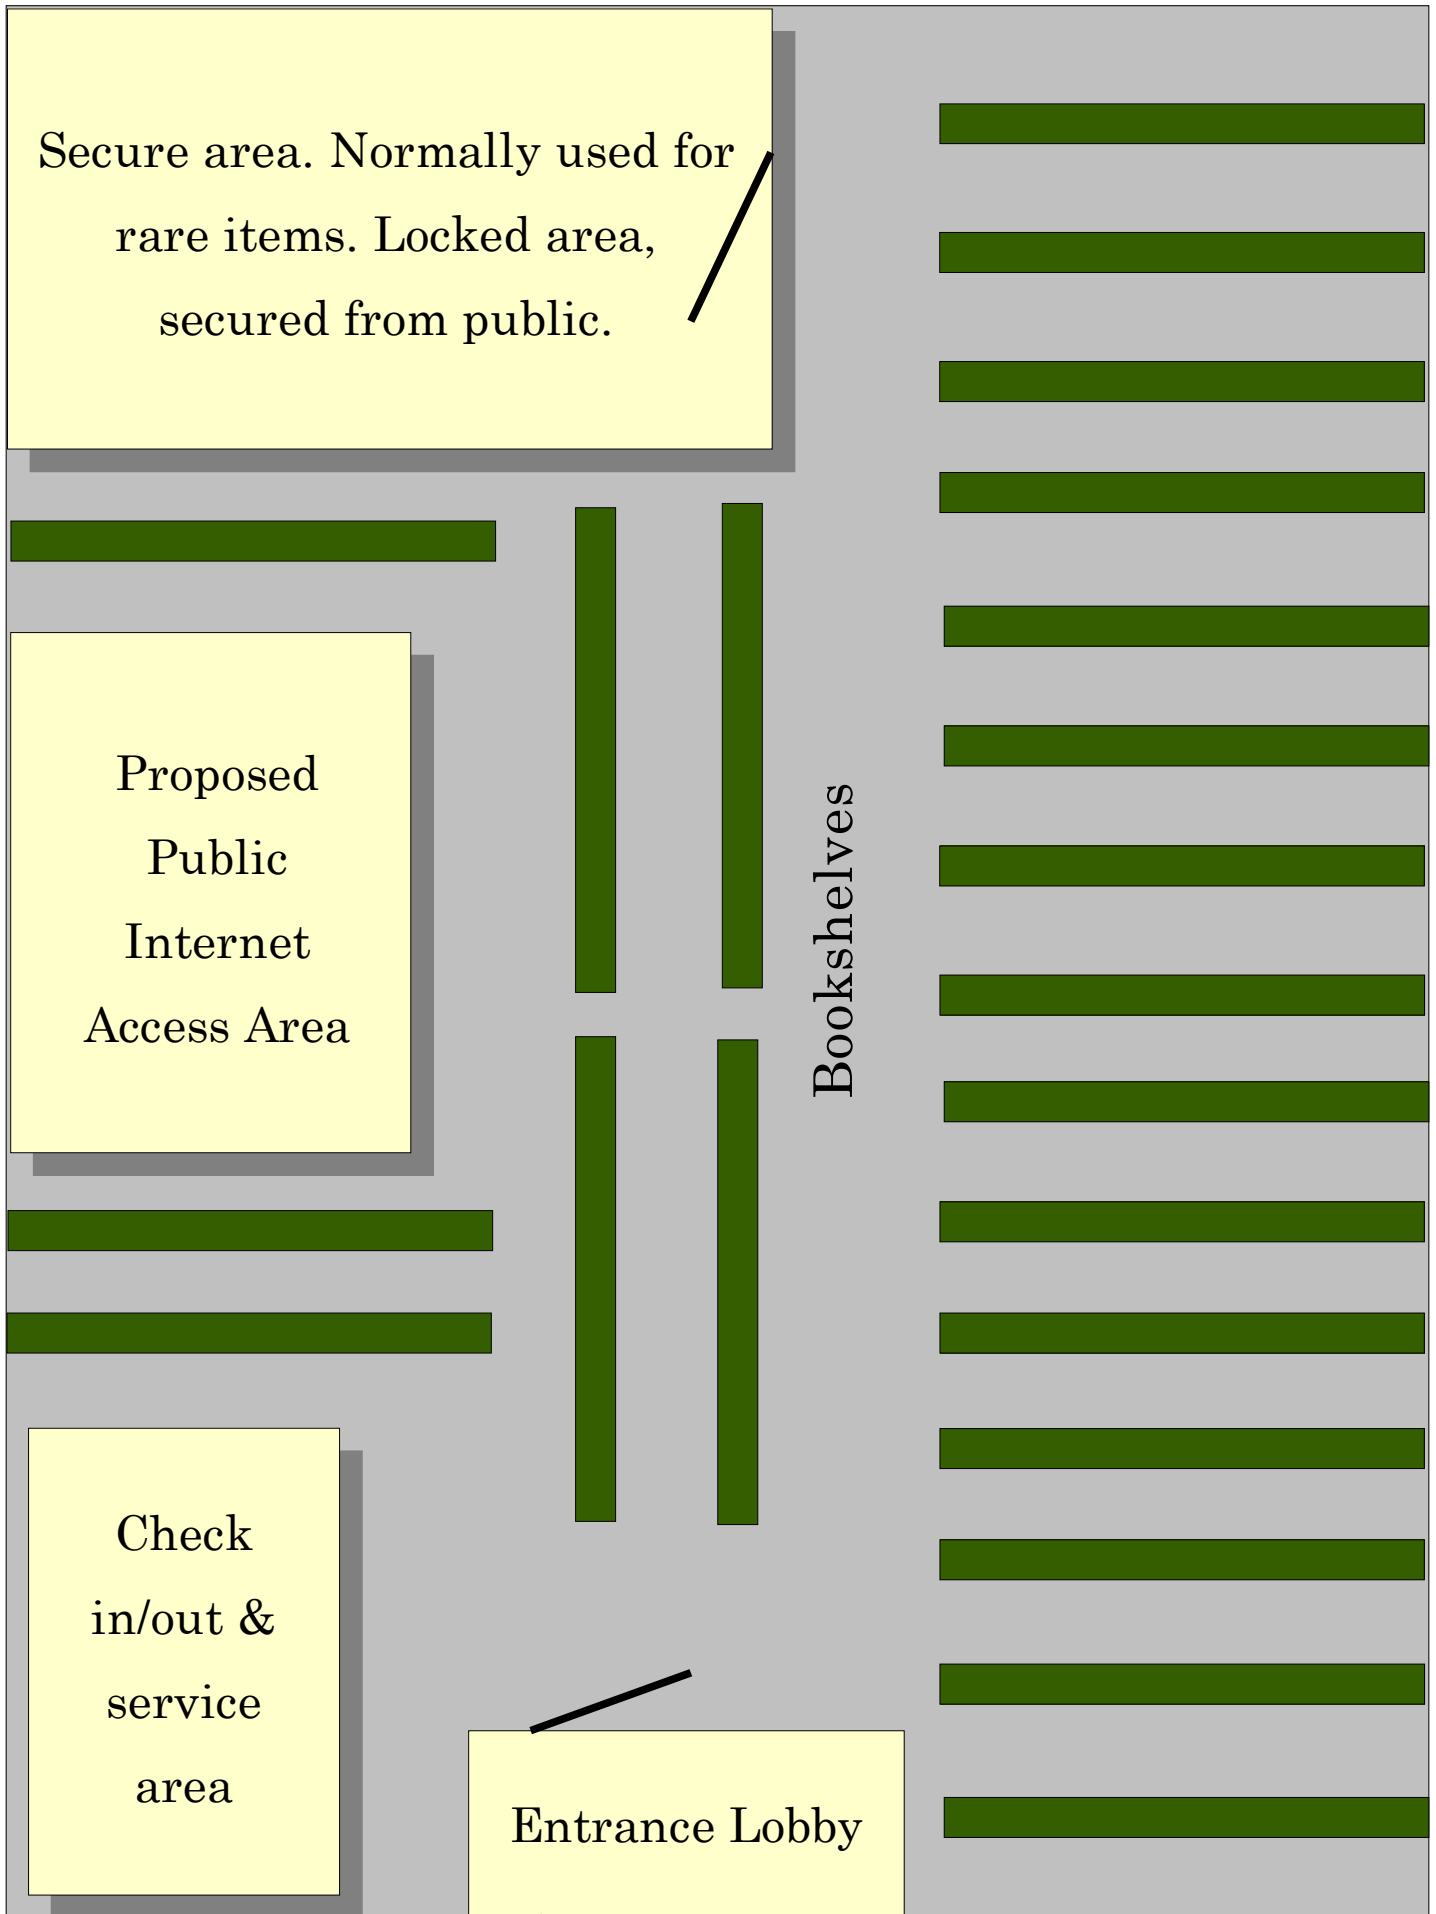 Secure area. Normally used for
rare items. Locked area,
secured from public.
Proposed
Public
Internet
Access Area
Bookshelves
Check
in/out &
service
area
Entrance Lobby